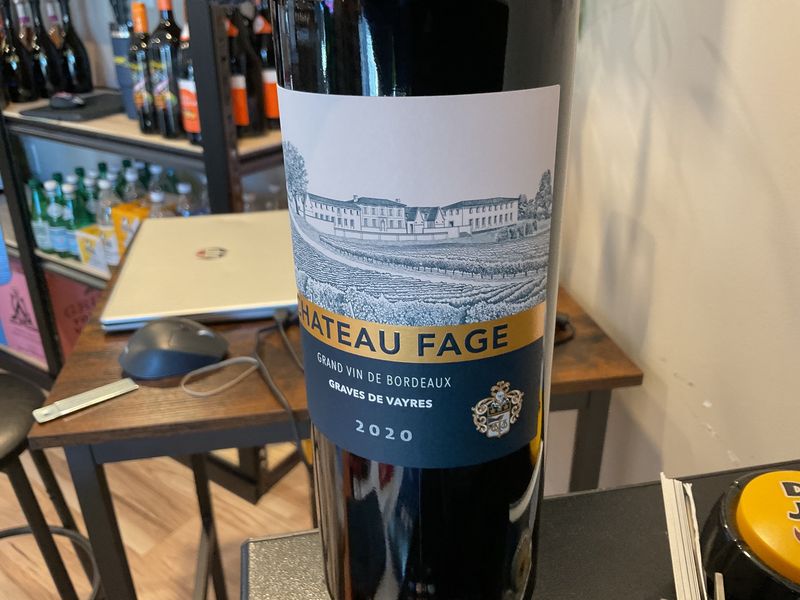 CHATEAU FAGE
GRAND VIN DE BORDEAUX
GRAVES DE VAYRES
2020